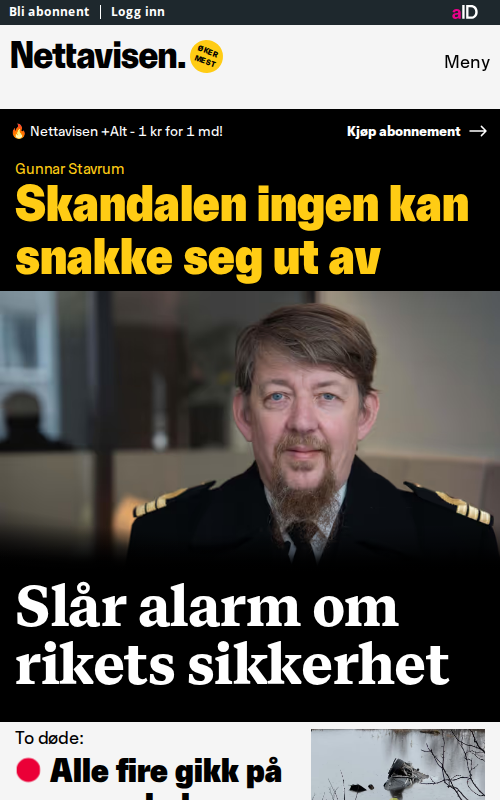 Bli abonnent | Logg inn
aID
Nettavisen.
ØKER
MEST
Meny
🔥 Nettavisen +Alt - 1 kr for 1 md!
Kjøp abonnement →
Gunnar Stavrum
Skandalen ingen kan
snakke seg ut av
Slår alarm om
rikets sikkerhet
To døde:
Alle fire gikk på